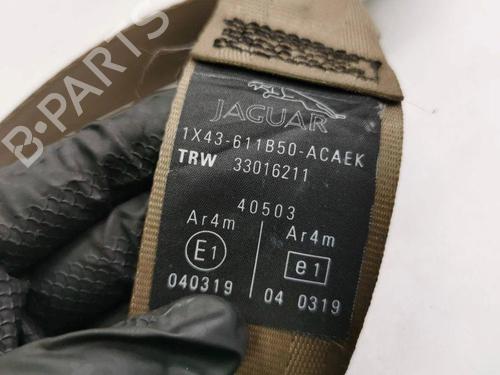 JAGUAR
1X43-611B50-ACAEK
TRW 33016211
40503
Ar4m Ar4m
E1 e1
040319 04 0319
B-PARTS